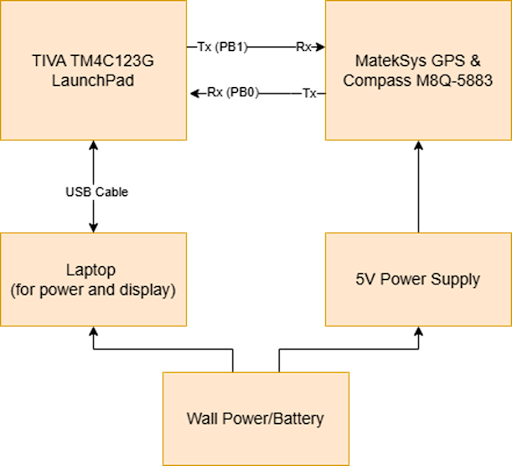 TIVA TM4C123G
LaunchPad
Tx (PB1)
Rx
MatekSys GPS &
Compass M8Q-5883
Rx (PB0)
Tx
USB Cable
Laptop
(for power and display)
5V Power Supply
Wall Power/Battery